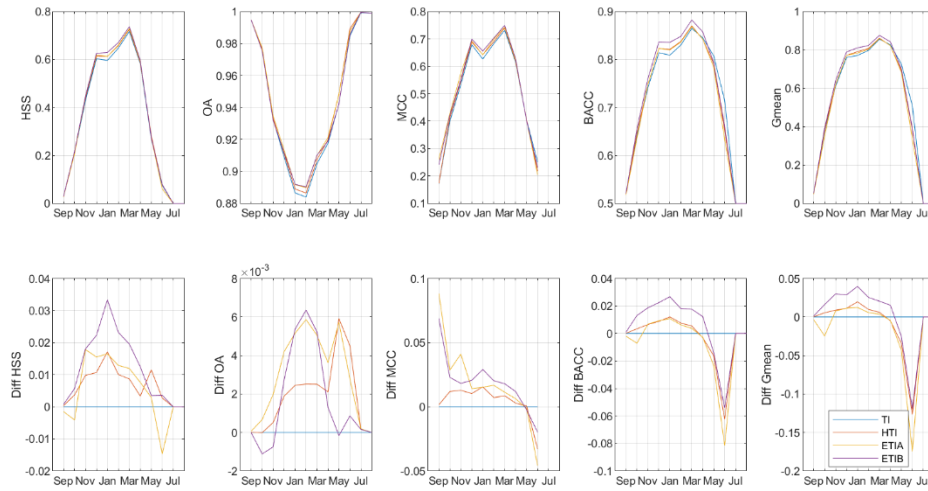 HSS
0.8
0.6
0.4
0.2
0
Sep Nov Jan Mar May Jul
OA
1
0.98
0.96
0.94
0.92
0.9
0.88
Sep Nov Jan Mar May Jul
MCC
0.8
0.6
0.4
0.2
0
Sep Nov Jan Mar May Jul
BACC
0.9
0.8
0.7
0.6
0.5
Sep Nov Jan Mar May Jul
Gmean
1
0.8
0.6
0.4
0.2
0
Sep Nov Jan Mar May Jul
Diff HSS
0.04
0.03
0.02
0.01
0
-0.01
-0.02
Sep Nov Jan Mar May Jul
Diff OA
8 × 10⁻³
6
4
2
0
-2
Sep Nov Jan Mar May Jul
Diff MCC
0.1
0.05
0
-0.05
Sep Nov Jan Mar May Jul
Diff BACC
0.04
0.02
0
-0.02
-0.04
-0.06
-0.08
-0.1
Sep Nov Jan Mar May Jul
Diff Gmean
0.05
0
-0.05
-0.1
-0.15
-0.2
Sep Nov Jan Mar May Jul
TI
HTI
ETIA
ETIB